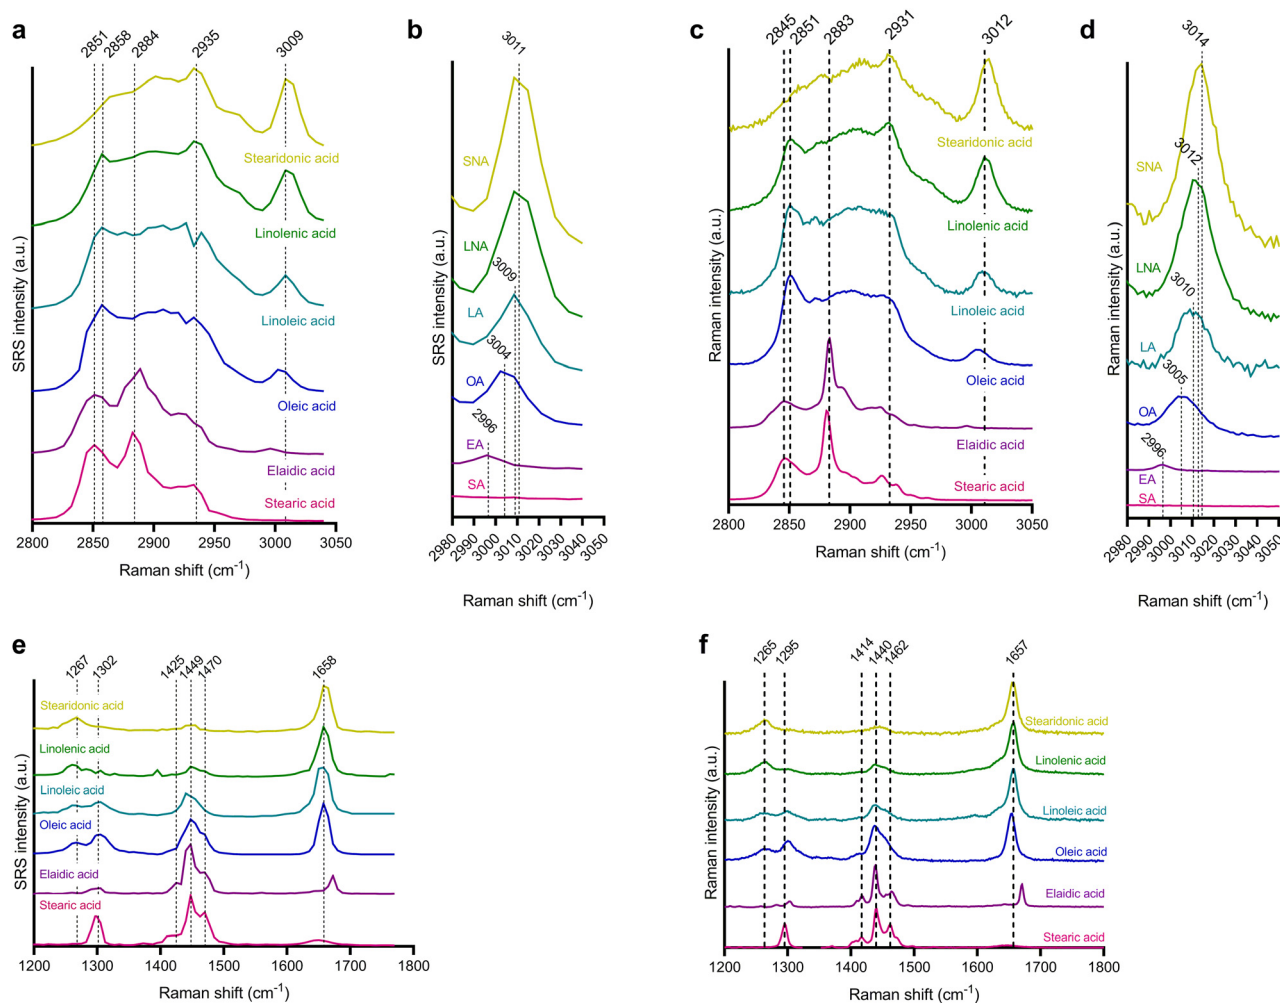 a
2851
2858
2884
2935
3009
SRS intensity (a.u.)
Stearidonic acid
Linolenic acid
Linoleic acid
Oleic acid
Elaidic acid
Stearic acid
2800
2850
2900
2950
3000
3050
Raman shift (cm-1)
b
3011
SRS intensity (a.u.)
SNA
LNA
3009
LA
3004
OA
2996
EA
SA
2980
2990
3000
3010
3020
3030
3040
3050
Raman shift (cm-1)
c
2845
2851
2883
2931
3012
Raman intensity (a.u.)
Stearidonic acid
Linolenic acid
Linoleic acid
Oleic acid
Elaidic acid
Stearic acid
2800
2850
2900
2950
3000
3050
Raman shift (cm-1)
d
3014
Raman intensity (a.u.)
SNA
3012
LNA
3010
LA
3005
OA
2996
EA
SA
2980
2990
3000
3010
3020
3030
3040
3050
Raman shift (cm-1)
e
1267
1302
1425
1449
1470
1658
SRS intensity (a.u.)
Stearidonic acid
Linolenic acid
Linoleic acid
Oleic acid
Elaidic acid
Stearic acid
1200
1300
1400
1500
1600
1700
1800
Raman shift (cm-1)
f
1265
1295
1414
1440
1462
1657
Raman intensity (a.u.)
Stearidonic acid
Linolenic acid
Linoleic acid
Oleic acid
Elaidic acid
Stearic acid
1200
1300
1400
1500
1600
1700
1800
Raman shift (cm-1)